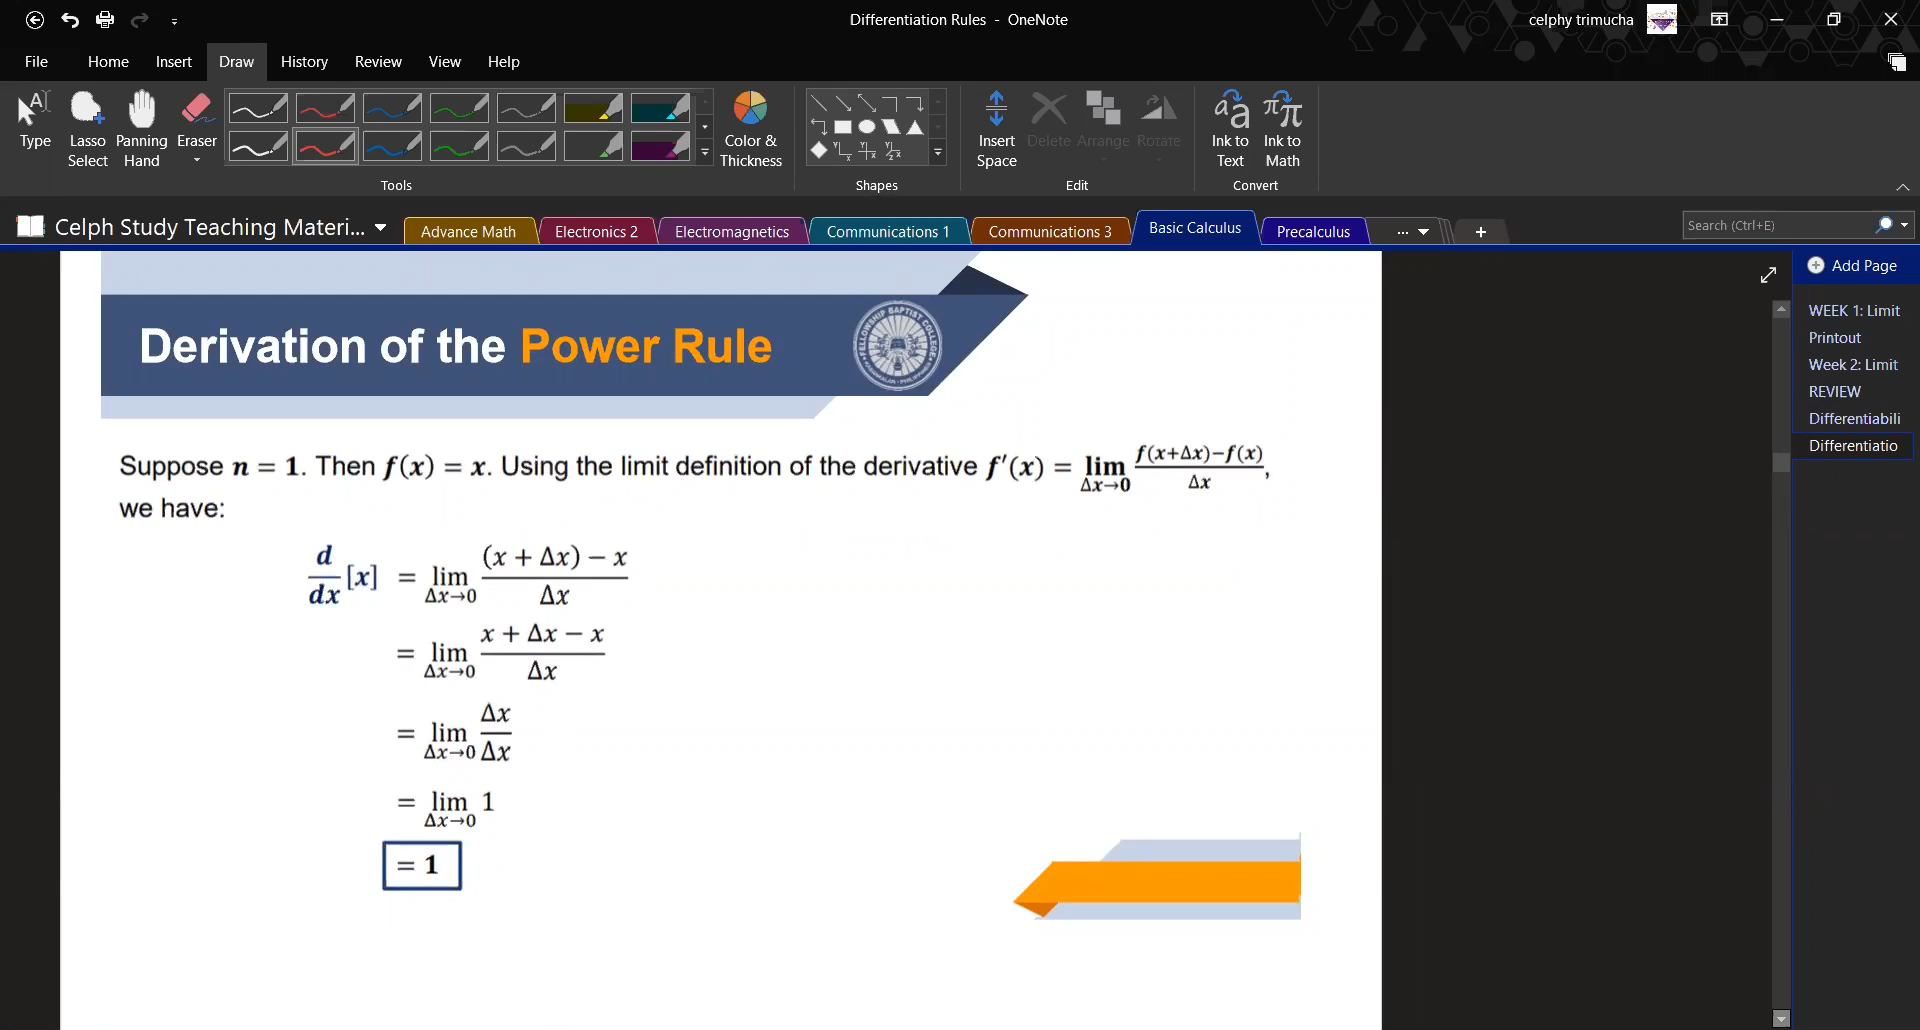 Differentiation Rules - OneNote
celphy trimucha
File Home Insert Draw History Review View Help
Type
Lasso Select
Panning Hand
Eraser
Color & Thickness
Insert Space
Delete
Arrange
Rotate
Ink to Text
Ink to Math
Tools
Shapes
Edit
Convert
Celph Study Teaching Materi...
Advance Math
Electronics 2
Electromagnetics
Communications 1
Communications 3
Basic Calculus
Precalculus
...
Search (Ctrl+E)
Add Page
WEEK 1: Limit
Printout
Week 2: Limit
REVIEW
Differentiabili
Differentiatio
Derivation of the Power Rule
FELLOWSHIP BAPTIST COLLEGE
Suppose n = 1. Then f(x) = x. Using the limit definition of the derivative f′(x) = lim Δx→0 f(x+Δx)−f(x) / Δx,
we have:
d/dx [x] = lim Δx→0 (x + Δx) − x / Δx
= lim Δx→0 x + Δx − x / Δx
= lim Δx→0 Δx / Δx
= lim Δx→0 1
= 1